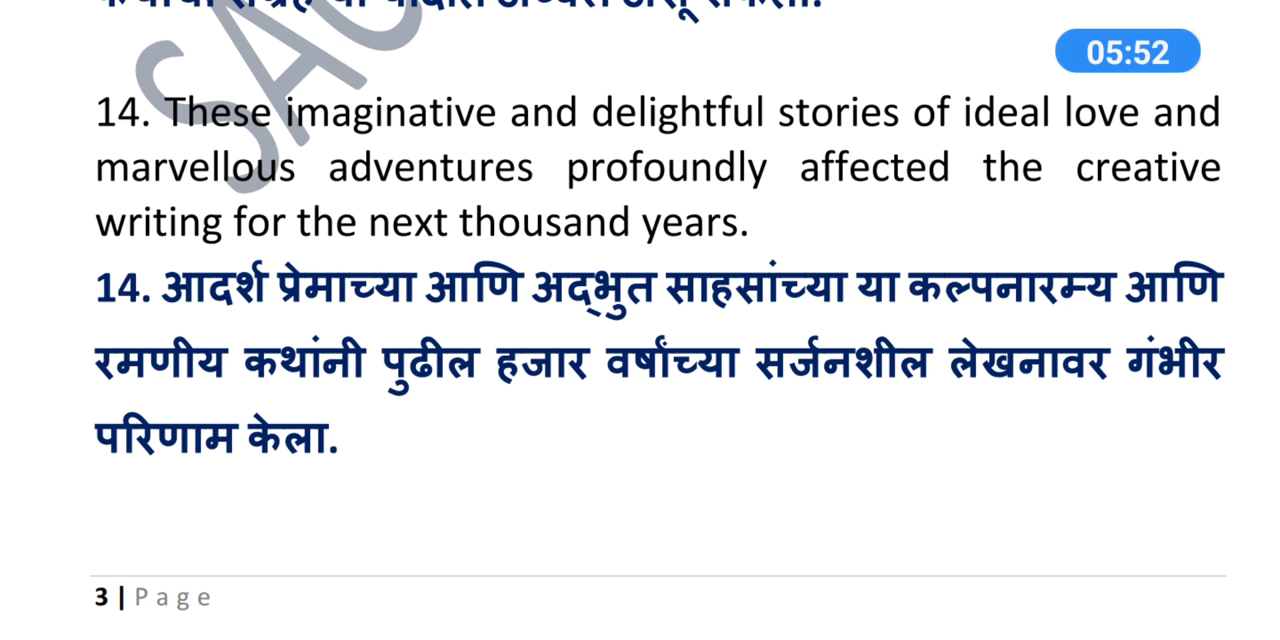 05:52
14. These imaginative and delightful stories of ideal love and
marvellous adventures profoundly affected the creative
writing for the next thousand years.
14. आदर्श प्रेमाच्या आणि अद्भुत साहसांच्या या कल्पनारम्य आणि
रमणीय कथांनी पुढील हजार वर्षांच्या सर्जनशील लेखनावर गंभीर
परिणाम केला.
3 | Page